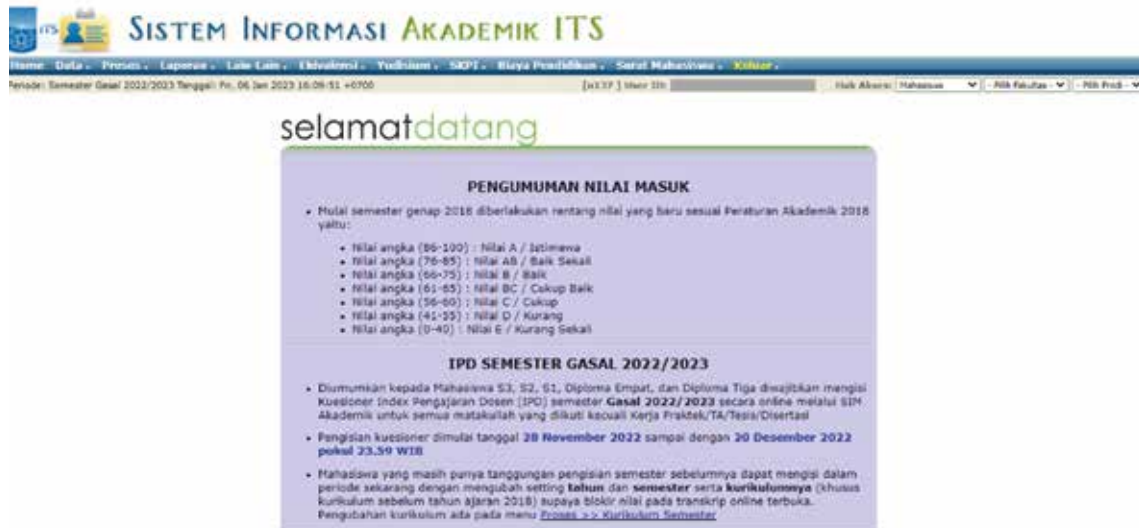 ITS SISTEM INFORMASI AKADEMIK ITS
Home Data Proses Laporan Lain-Lain Ekivalensi Yudisium SKPI Biaya Pendidikan Surat Mahasiswa Keluar
Periode: Semester Gasal 2022/2023 Tanggal: Fri, 06 Jan 2023 16:09:51 +0700 User ID: Hak Akses: Mahasiswa - Pilih Fakultas - - Pilih Prodi -
selamatdatang
PENGUMUMAN NILAI MASUK
• Mulai semester genap 2018 diberlakukan rentang nilai yang baru sesuai Peraturan Akademik 2018
yaitu:
• Nilai angka (86-100) : Nilai A / Istimewa
• Nilai angka (76-85) : Nilai AB / Baik Sekali
• Nilai angka (66-75) : Nilai B / Baik
• Nilai angka (61-65) : Nilai BC / Cukup Baik
• Nilai angka (56-60) : Nilai C / Cukup
• Nilai angka (41-55) : Nilai D / Kurang
• Nilai angka (0-40) : Nilai E / Kurang Sekali
IPD SEMESTER GASAL 2022/2023
• Diumumkan kepada Mahasiswa S3, S2, S1, Diploma Empat, dan Diploma Tiga diwajibkan mengisi
Kuesioner Index Pengajaran Dosen (IPD) semester Gasal 2022/2023 secara online melalui SIM
Akademik untuk semua matakuliah yang diikuti kecuali Kerja Praktek/TA/Tesis/Disertasi
• Pengisian kuesioner dimulai tanggal 28 November 2022 sampai dengan 20 Desember 2022
pukul 23.59 WIB
• Mahasiswa yang masih punya tanggungan pengisian semester sebelumnya dapat mengisi dalam
periode sekarang dengan mengubah setting tahun dan semester serta kurikulumnya (khusus
kurikulum sebelum tahun ajaran 2018) supaya blokir nilai pada transkrip online terbuka.
Pengubahan kurikulum ada pada menu Proses >> Kurikulum Semester